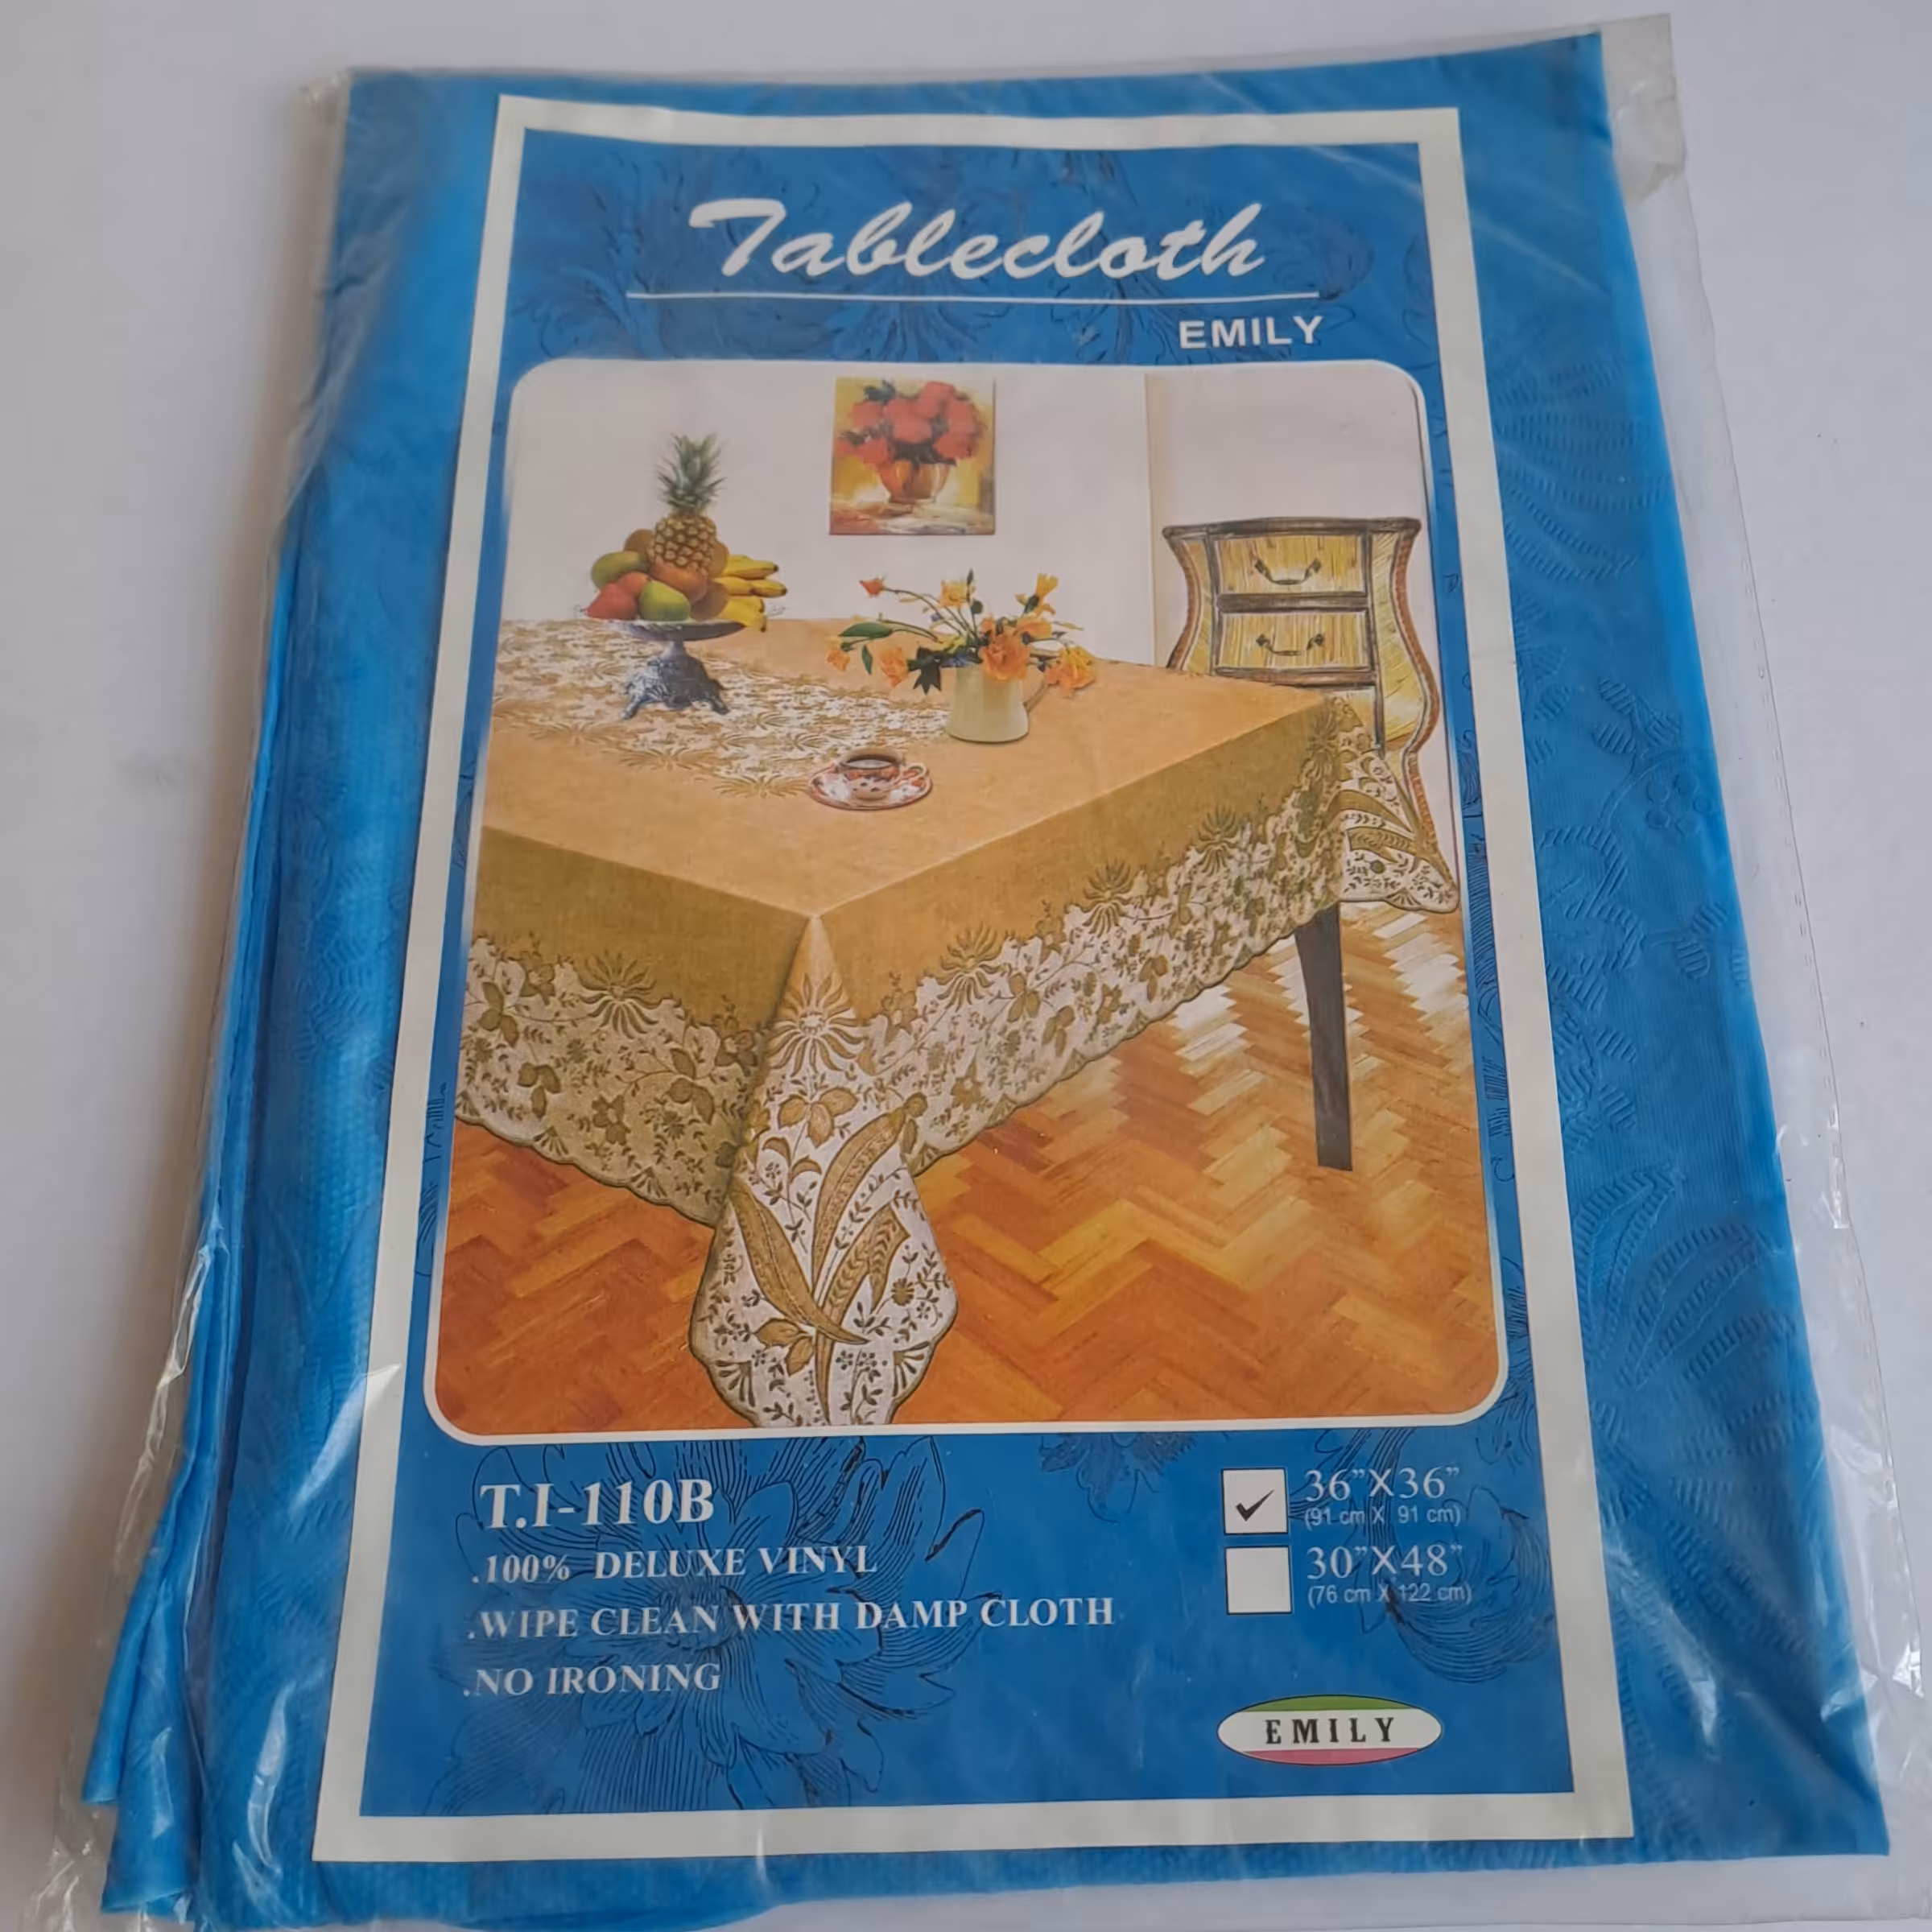 Tablecloth
EMILY
T.I-110B
.100% DELUXE VINYL
.WIPE CLEAN WITH DAMP CLOTH
.NO IRONING
36"X36"
(91 cm X 91 cm)
30"X48"
(76 cm X 122 cm)
EMILY